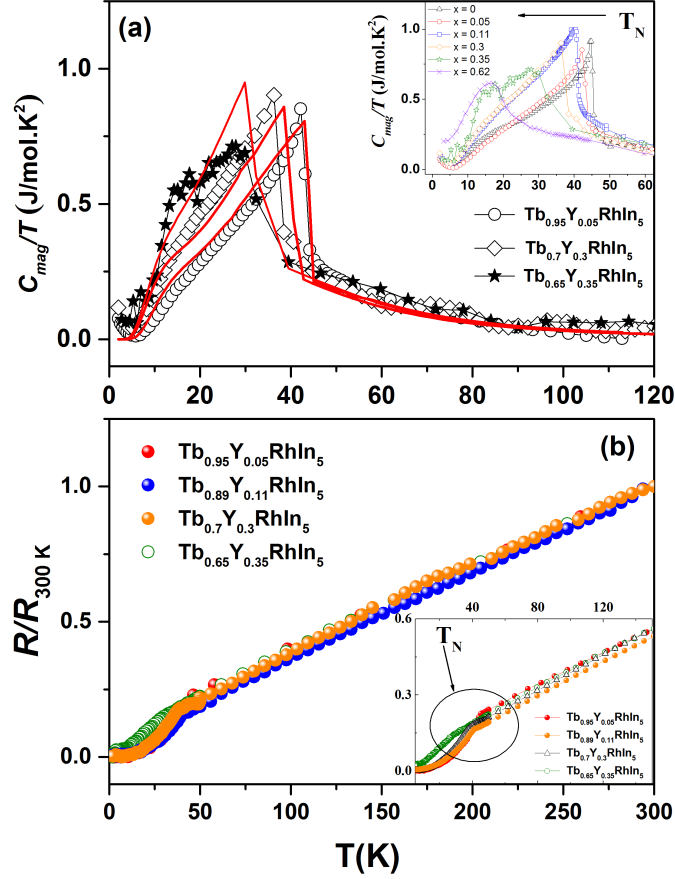 (a)
C_mag/T (J/mol.K²)
1.0
0.5
0.0
0 20 40 60 80 100 120
C_mag/T (J/mol.K²)
1.00
0.75
0.50
0.25
0.00
0 10 20 30 40 50 60
x = 0
x = 0.05
x = 0.11
x = 0.3
x = 0.35
x = 0.62
T_N
Tb₀.₉₅Y₀.₀₅RhIn₅
Tb₀.₇Y₀.₃RhIn₅
Tb₀.₆₅Y₀.₃₅RhIn₅
(b)
R/R₃₀₀ K
1.0
0.5
0.0
Tb₀.₉₅Y₀.₀₅RhIn₅
Tb₀.₈₉Y₀.₁₁RhIn₅
Tb₀.₇Y₀.₃RhIn₅
Tb₀.₆₅Y₀.₃₅RhIn₅
40 80 120
0.6
0.3
0.0
T_N
Tb₀.₉₅Y₀.₀₅RhIn₅
Tb₀.₈₉Y₀.₁₁RhIn₅
Tb₀.₇Y₀.₃RhIn₅
Tb₀.₆₅Y₀.₃₅RhIn₅
0 50 100 150 200 250 300
T(K)